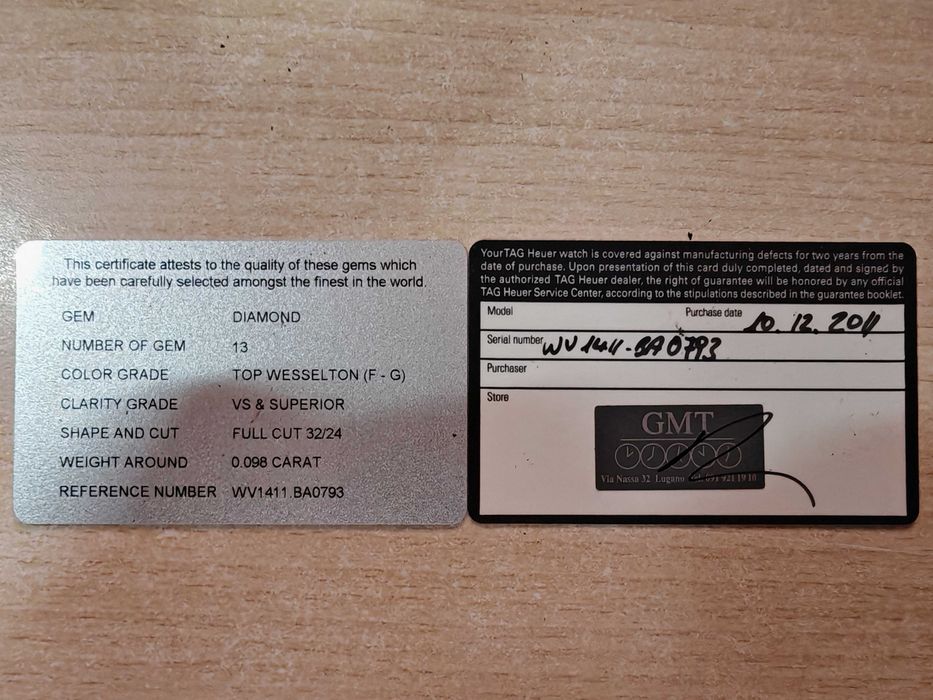 This certificate attests to the quality of these gems which
have been carefully selected amongst the finest in the world.
GEM DIAMOND
NUMBER OF GEM 13
COLOR GRADE TOP WESSELTON (F - G)
CLARITY GRADE VS & SUPERIOR
SHAPE AND CUT FULL CUT 32/24
WEIGHT AROUND 0.098 CARAT
REFERENCE NUMBER WV1411.BA0793
Your TAG Heuer watch is covered against manufacturing defects for two years from the
date of purchase. Upon presentation of this card duly completed, dated and signed by
the authorized TAG Heuer dealer, the right of guarantee will be honored by any official
TAG Heuer Service Center, according to the stipulations described in the guarantee booklet.
Model Purchase date 10.12.2011
Serial number WV1411-BA0793
Purchaser
Store
GMT
Via Nassa 32 Lugano Tel. 091 921 19 10